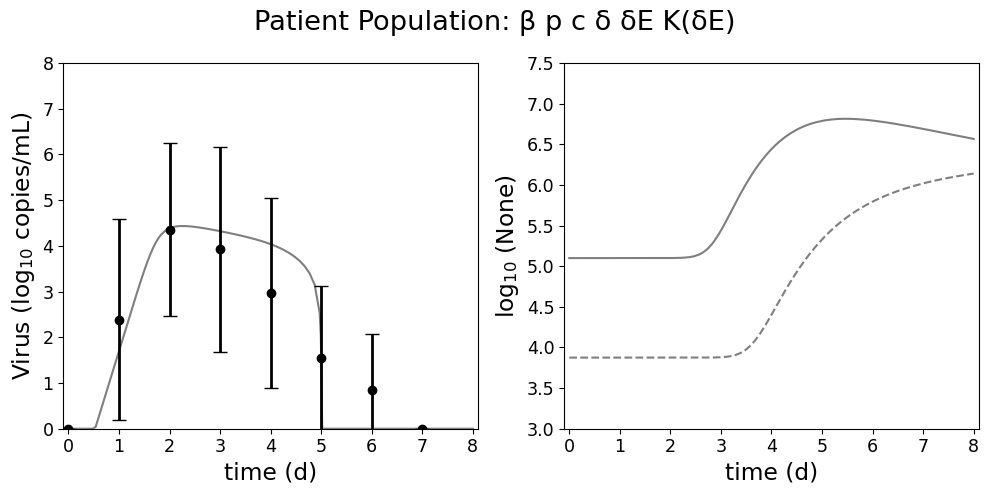 Patient Population: β p c δ δE K(δE)
Virus (log₁₀ copies/mL)
8
7
6
5
4
3
2
1
0
0 1 2 3 4 5 6 7 8
time (d)
log₁₀ (None)
7.5
7.0
6.5
6.0
5.5
5.0
4.5
4.0
3.5
3.0
0 1 2 3 4 5 6 7 8
time (d)